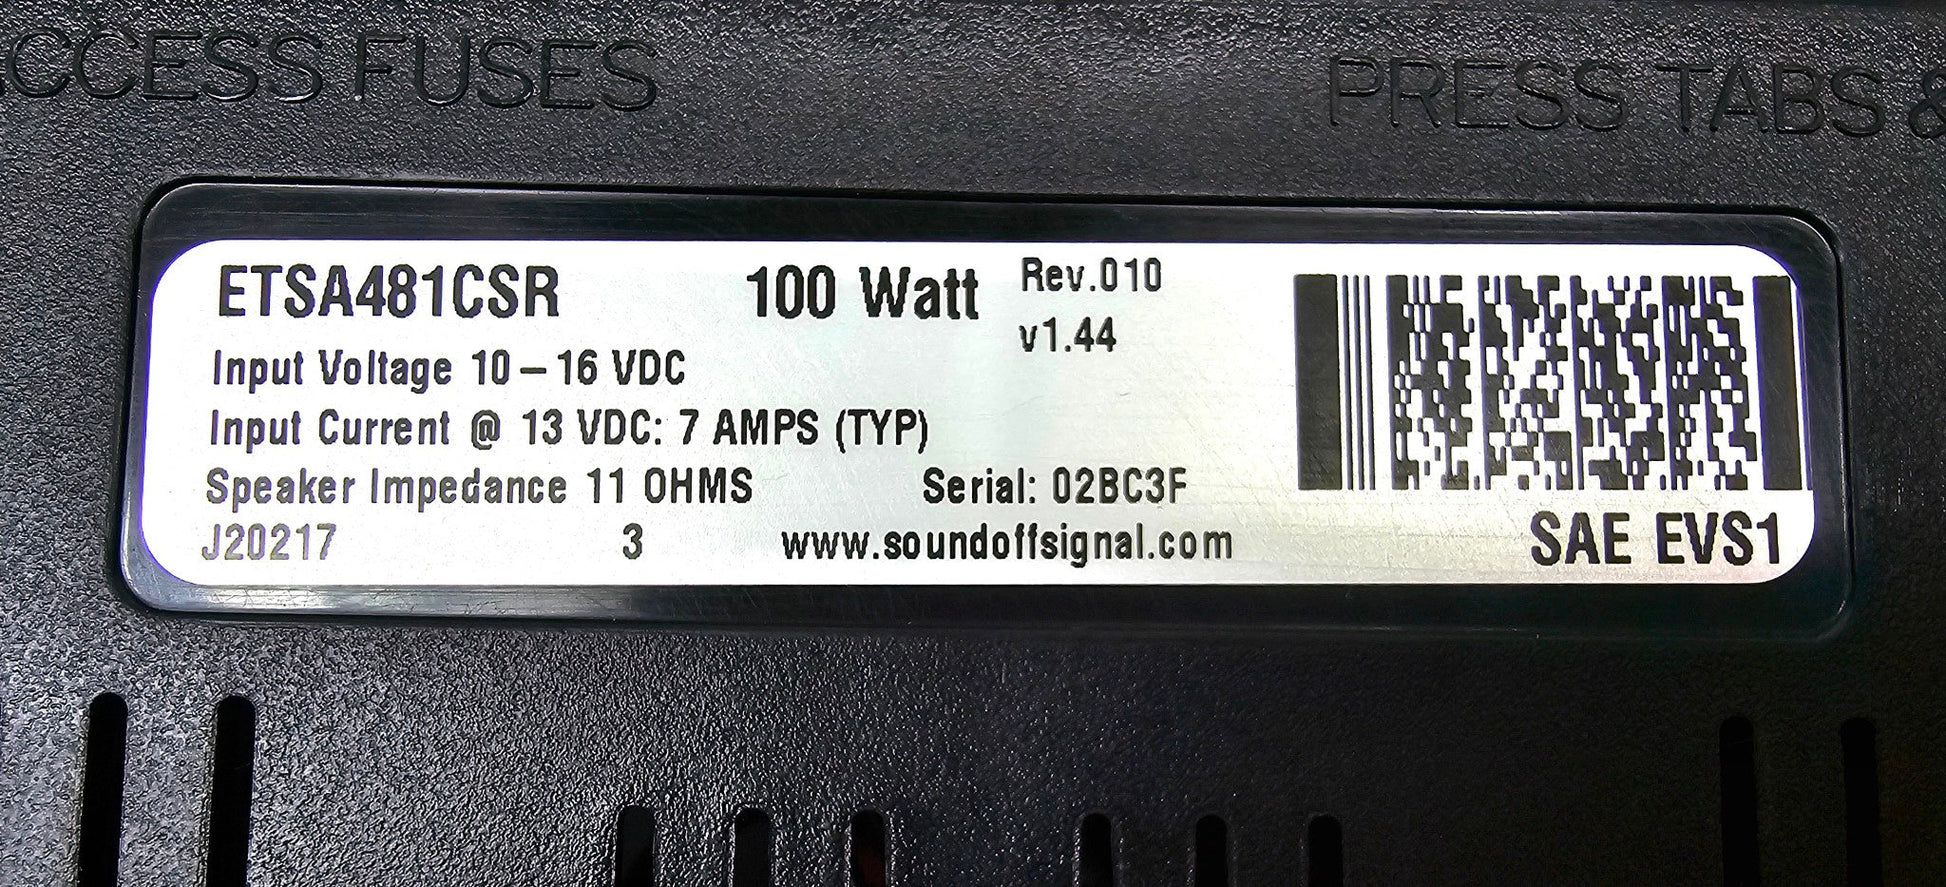 ACCESS FUSES
PRESS TABS &
ETSA481CSR 100 Watt Rev.010
v1.44
Input Voltage 10 – 16 VDC
Input Current @ 13 VDC: 7 AMPS (TYP)
Speaker Impedance 11 OHMS Serial: 02BC3F
J20217 3 www.soundoffsignal.com SAE EVS1